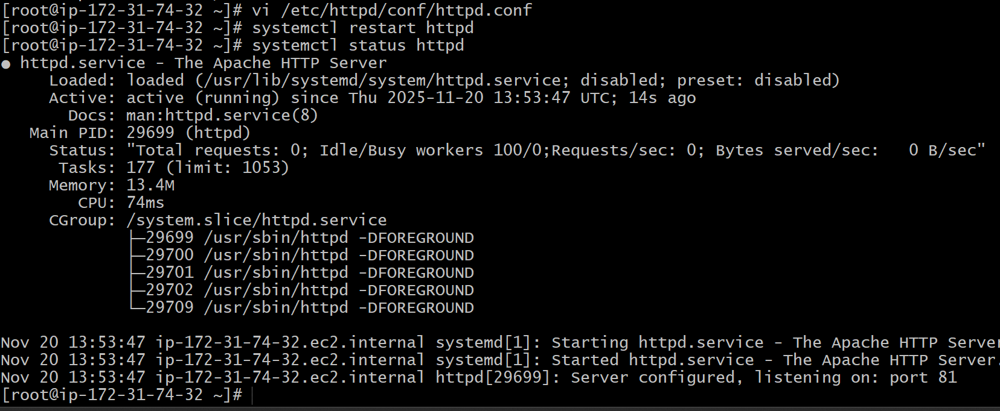 [root@ip-172-31-74-32 ~]# vi /etc/httpd/conf/httpd.conf
[root@ip-172-31-74-32 ~]# systemctl restart httpd
[root@ip-172-31-74-32 ~]# systemctl status httpd
● httpd.service - The Apache HTTP Server
     Loaded: loaded (/usr/lib/systemd/system/httpd.service; disabled; preset: disabled)
     Active: active (running) since Thu 2025-11-20 13:53:47 UTC; 14s ago
       Docs: man:httpd.service(8)
   Main PID: 29699 (httpd)
     Status: "Total requests: 0; Idle/Busy workers 100/0;Requests/sec: 0; Bytes served/sec:   0 B/sec"
      Tasks: 177 (limit: 1053)
     Memory: 13.4M
        CPU: 74ms
     CGroup: /system.slice/httpd.service
             ├─29699 /usr/sbin/httpd -DFOREGROUND
             ├─29700 /usr/sbin/httpd -DFOREGROUND
             ├─29701 /usr/sbin/httpd -DFOREGROUND
             ├─29702 /usr/sbin/httpd -DFOREGROUND
             └─29709 /usr/sbin/httpd -DFOREGROUND

Nov 20 13:53:47 ip-172-31-74-32.ec2.internal systemd[1]: Starting httpd.service - The Apache HTTP Server
Nov 20 13:53:47 ip-172-31-74-32.ec2.internal systemd[1]: Started httpd.service - The Apache HTTP Server.
Nov 20 13:53:47 ip-172-31-74-32.ec2.internal httpd[29699]: Server configured, listening on: port 81
[root@ip-172-31-74-32 ~]#